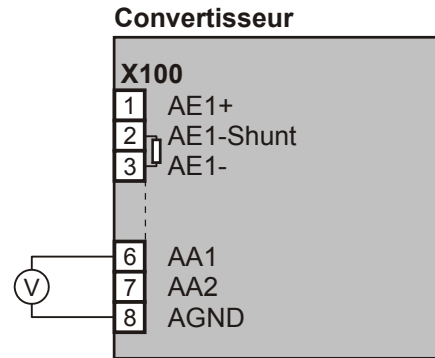 Convertisseur
X100
1 AE1+
2 AE1-Shunt
3 AE1-
6 AA1
V
7 AA2
8 AGND